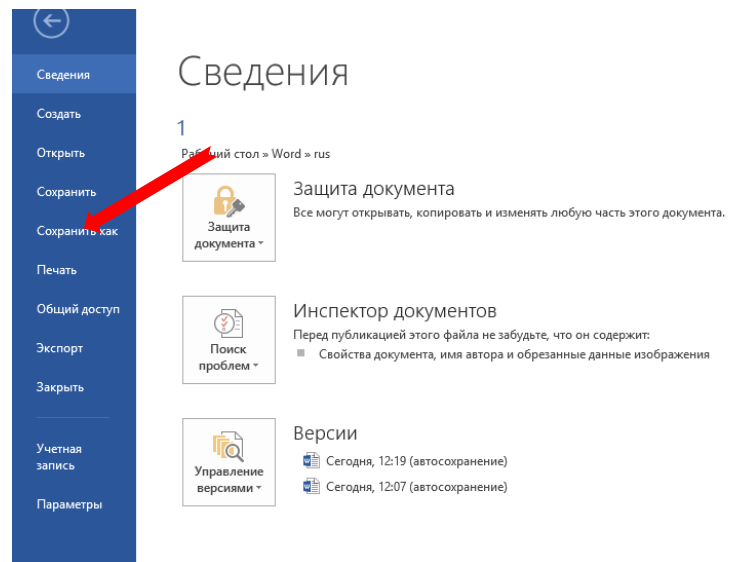 Сведения
Создать
Открыть
Сохранить
Сохранить как
Печать
Общий доступ
Экспорт
Закрыть
Учетная
запись
Параметры
Сведения
1
Рабочий стол » Word » rus
Защита
документа
Защита документа
Все могут открывать, копировать и изменять любую часть этого документа.
Поиск
проблем
Инспектор документов
Перед публикацией этого файла не забудьте, что он содержит:
Свойства документа, имя автора и обрезанные данные изображения
Управление
версиями
Версии
Сегодня, 12:19 (автосохранение)
Сегодня, 12:07 (автосохранение)